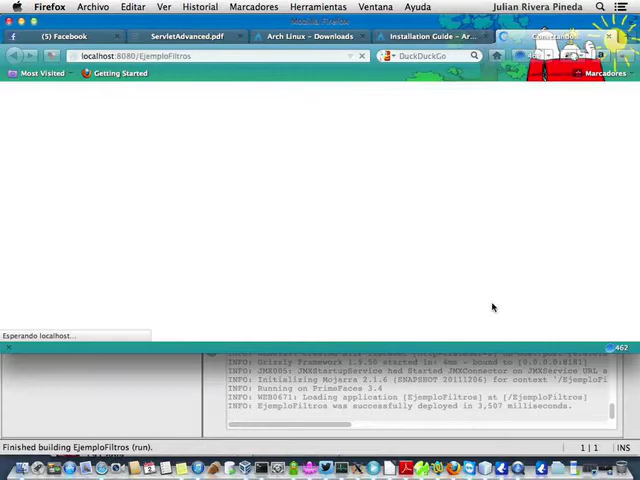 Firefox Archivo Editar Ver Historial Marcadores Herramientas Ventana Ayuda Julian Rivera Pineda
Mozilla Firefox
(5) Facebook ServletAdvanced.pdf Arch Linux - Downloads Installation Guide - Ar... Conectando...
localhost:8080/EjemploFiltros DuckDuckGo
Most Visited Getting Started Marcadores
Esperando localhost...
462
INFO: Grizzly Framework 1.9.50 started in: 4ms - bound to [0.0.0.0:8181]
INFO: JMX005: JMXStartupService had Started JMXConnector on JMXService URL
INFO: Initializing Mojarra 2.1.6 (SNAPSHOT 20111206) for context '/EjemploFi
INFO: Running on PrimeFaces 3.4
INFO: WEB0671: Loading application [EjemploFiltros] at [/EjemploFiltros]
INFO: EjemploFiltros was successfully deployed in 3,507 milliseconds.
Finished building EjemploFiltros (run). 1 | 1 INS